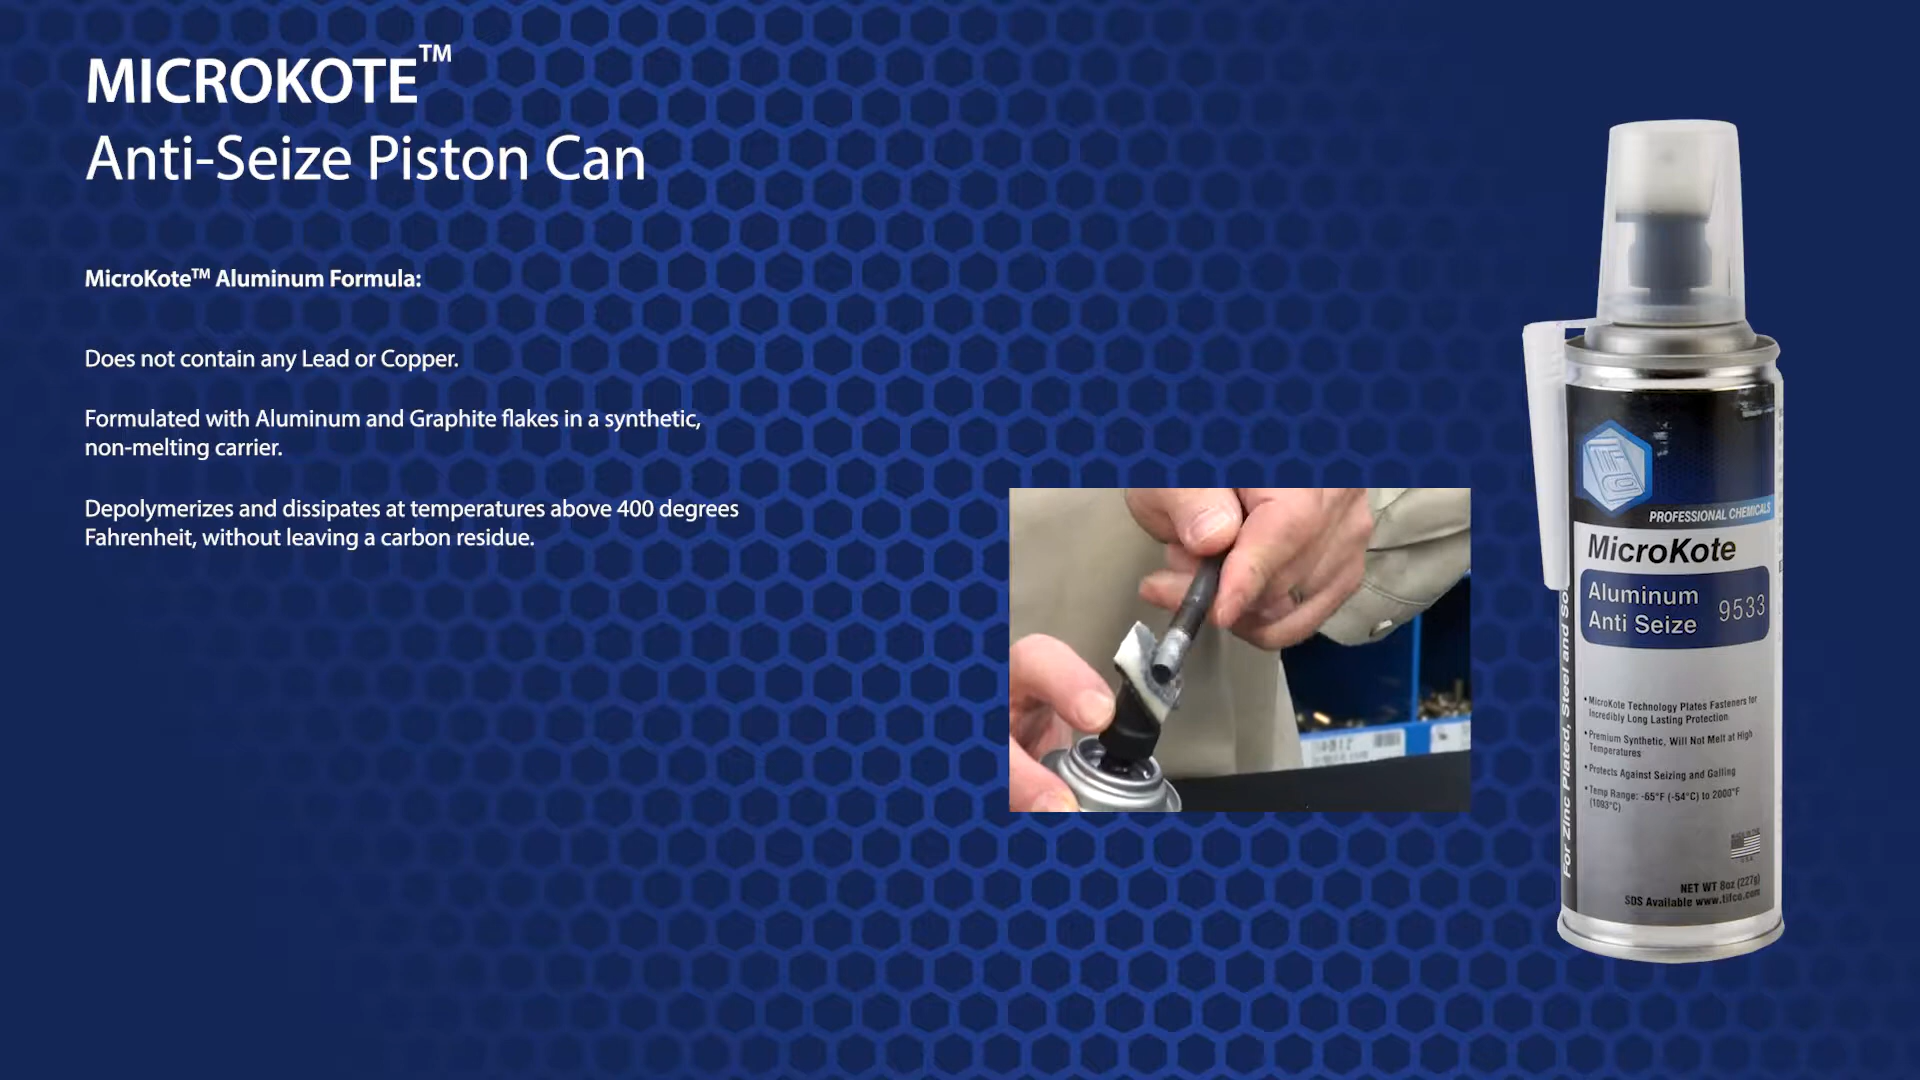 MICROKOTE™
Anti-Seize Piston Can
MicroKote™ Aluminum Formula:
Does not contain any Lead or Copper.
Formulated with Aluminum and Graphite flakes in a synthetic,
non-melting carrier.
Depolymerizes and dissipates at temperatures above 400 degrees
Fahrenheit, without leaving a carbon residue.
PROFESSIONAL CHEMICALS
MicroKote
Aluminum
Anti Seize
9533
For Zinc Plated, Steel and So
• MicroKote Technology Plates Fasteners for
Incredibly Long Lasting Protection
• Premium Synthetic, Will Not Melt at High
Temperatures
• Protects Against Seizing and Galling
• Temp Range: -65°F (-54°C) to 2000°F
(1093°C)
NET WT 8oz (227g)
SDS Available www.tifco.com